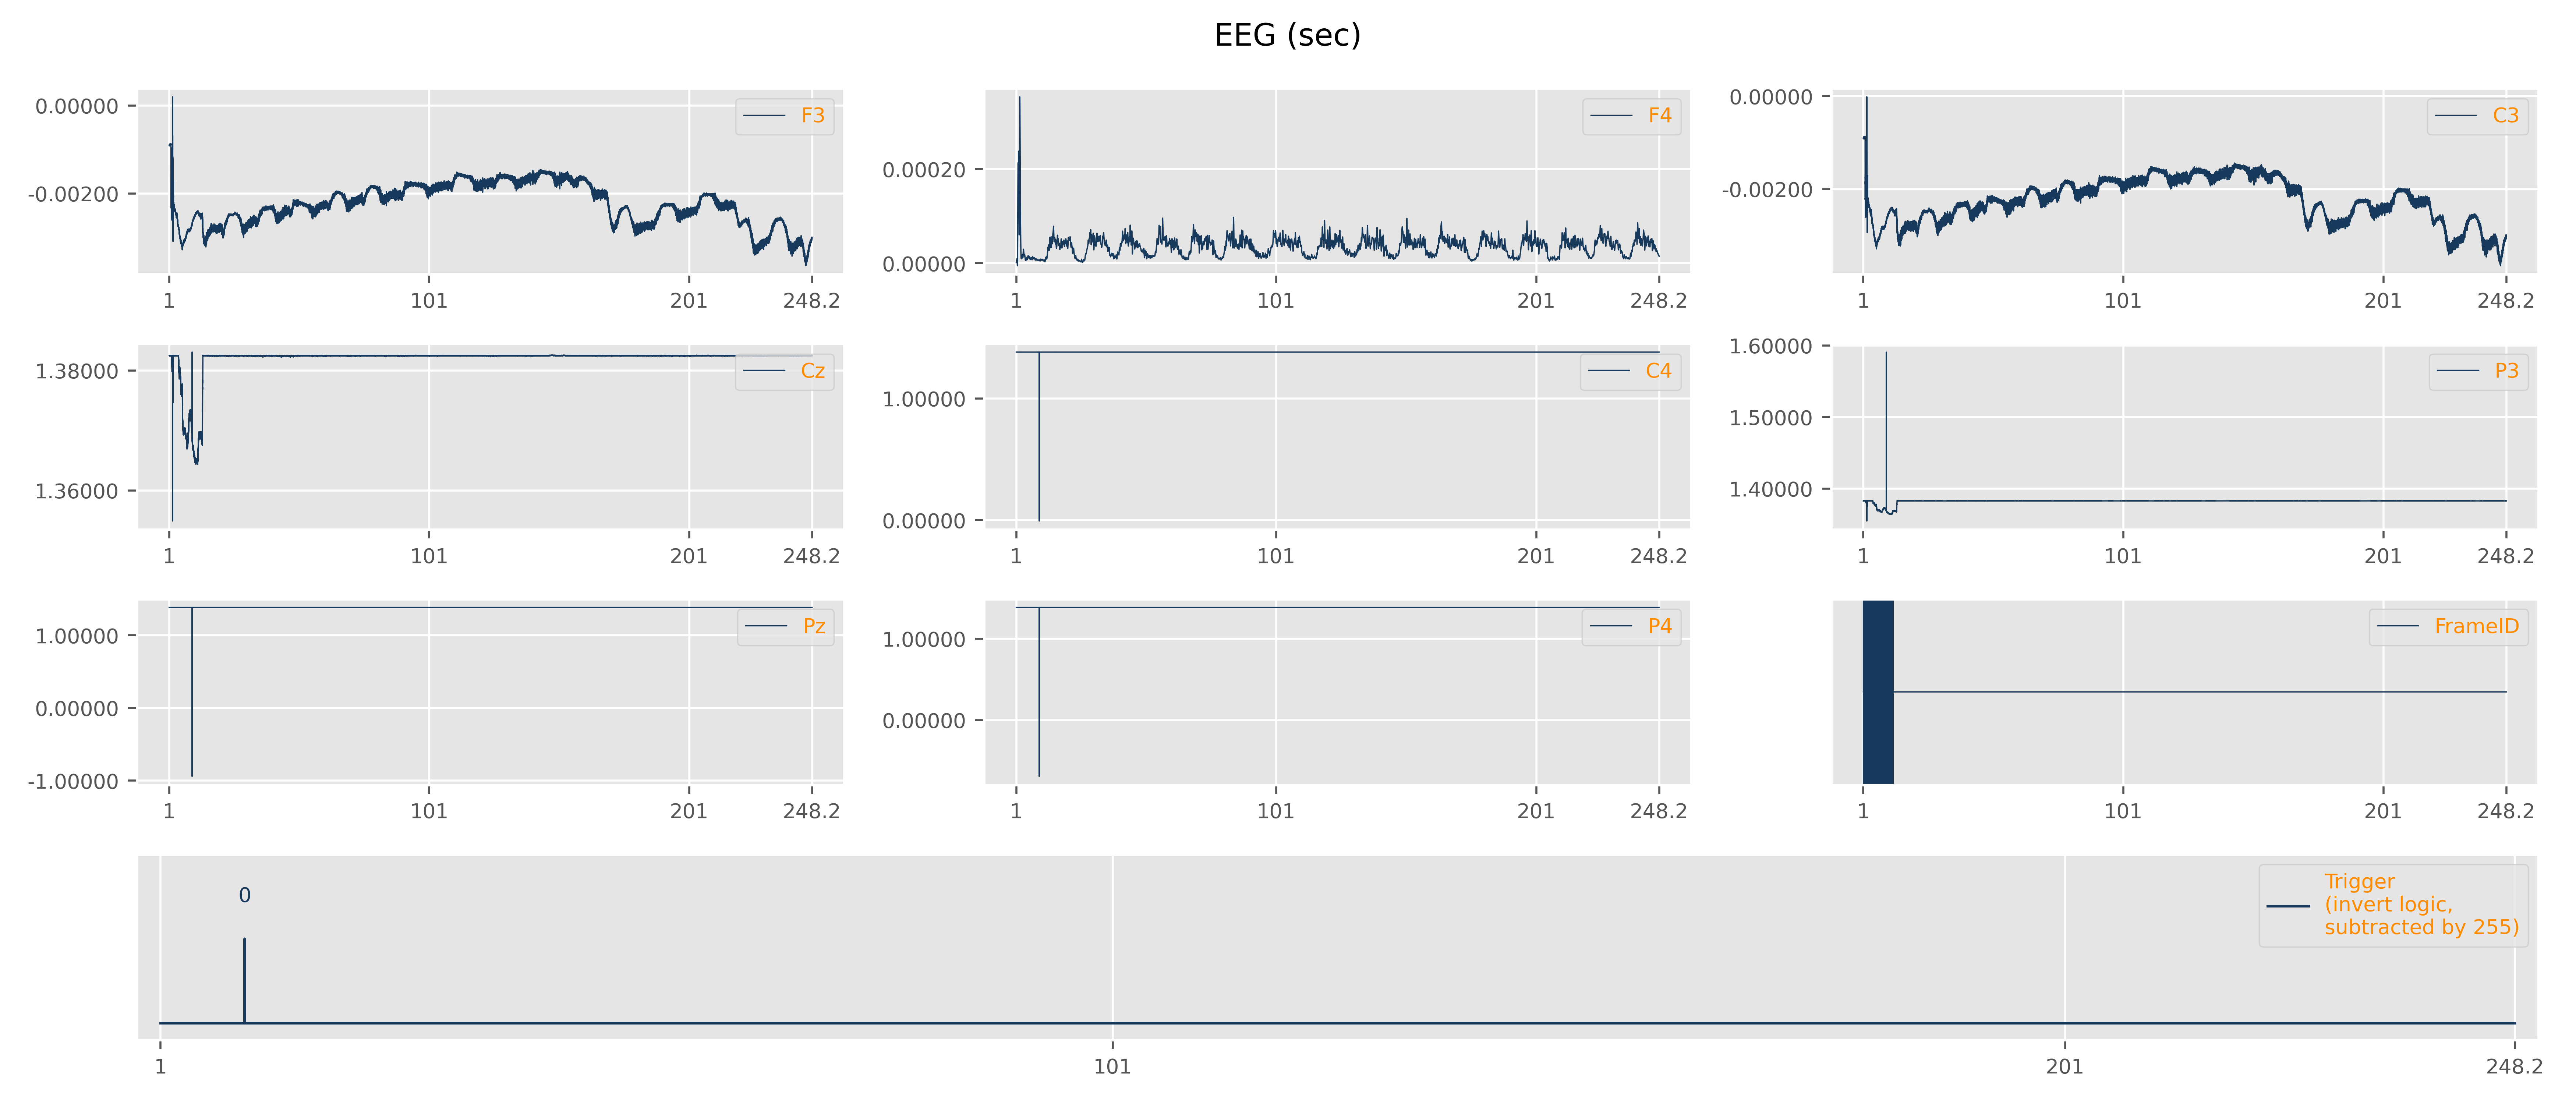 EEG (sec)
0.00000
-0.00200
F3
1 101 201 248.2
0.00020
0.00000
F4
1 101 201 248.2
0.00000
-0.00200
C3
1 101 201 248.2
1.38000
1.36000
Cz
1 101 201 248.2
1.00000
0.00000
C4
1 101 201 248.2
1.60000
1.50000
1.40000
P3
1 101 201 248.2
1.00000
0.00000
-1.00000
Pz
1 101 201 248.2
1.00000
0.00000
P4
1 101 201 248.2
FrameID
1 101 201 248.2
0
Trigger
(invert logic,
subtracted by 255)
1 101 201 248.2